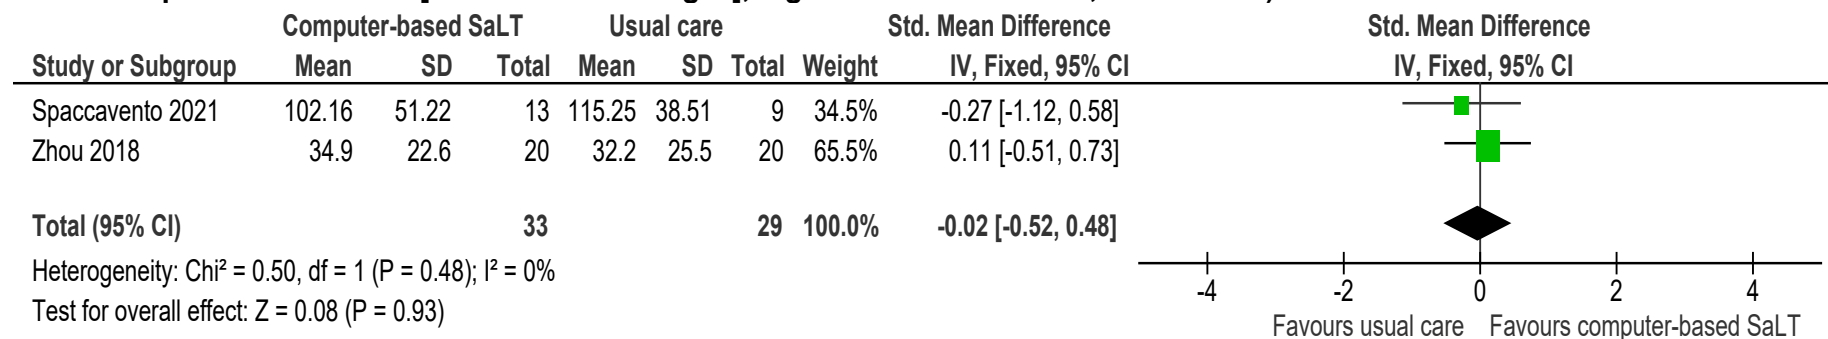 Computer-based SaLT Usual care Std. Mean Difference Std. Mean Difference
Study or Subgroup Mean SD Total Mean SD Total Weight IV, Fixed, 95% CI IV, Fixed, 95% CI
Spaccavento 2021 102.16 51.22 13 115.25 38.51 9 34.5% -0.27 [-1.12, 0.58]
Zhou 2018 34.9 22.6 20 32.2 25.5 20 65.5% 0.11 [-0.51, 0.73]
Total (95% CI) 33 29 100.0% -0.02 [-0.52, 0.48]
Heterogeneity: Chi² = 0.50, df = 1 (P = 0.48); I² = 0%
Test for overall effect: Z = 0.08 (P = 0.93)
-4 -2 0 2 4
Favours usual care Favours computer-based SaLT